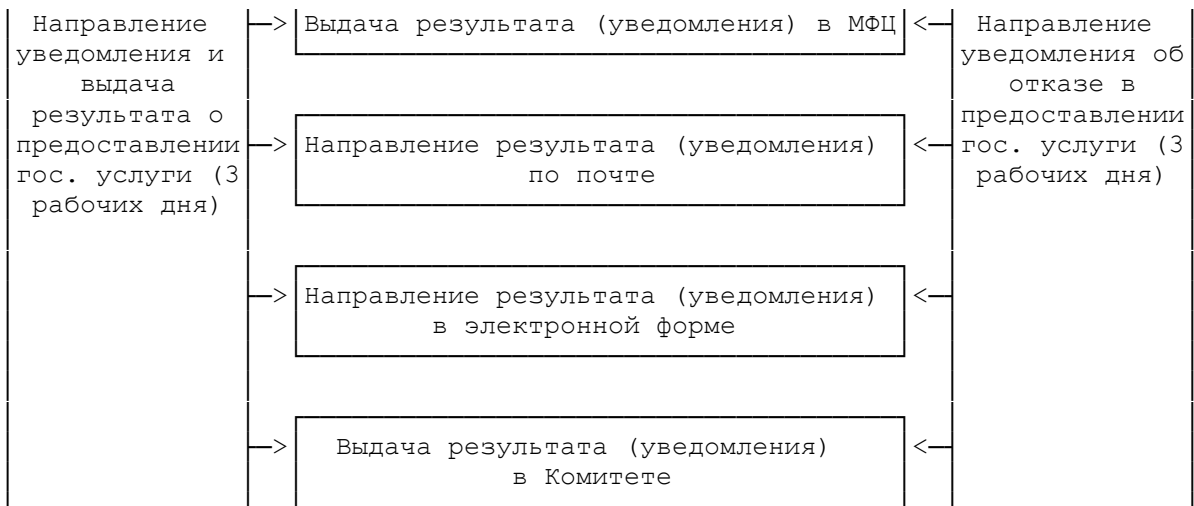 Направление
уведомления и
выдача
результата о
предоставлении
гос. услуги (3
рабочих дня)
Выдача результата (уведомления) в МФЦ
Направление результата (уведомления)
по почте
Направление результата (уведомления)
в электронной форме
Выдача результата (уведомления)
в Комитете
Направление
уведомления об
отказе в
предоставлении
гос. услуги (3
рабочих дня)